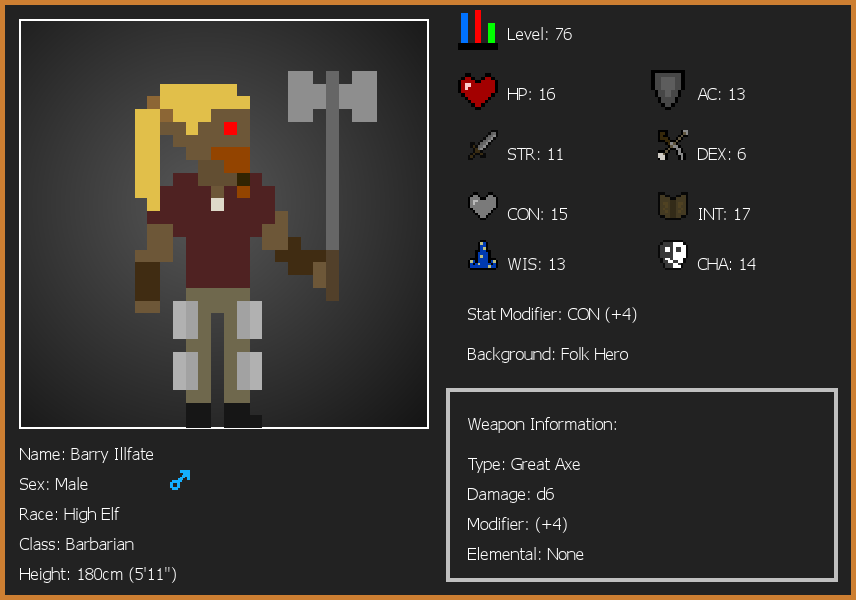 Level: 76
HP: 16
AC: 13
STR: 11
DEX: 6
CON: 15
INT: 17
WIS: 13
CHA: 14
Stat Modifier: CON (+4)
Background: Folk Hero
Weapon Information:
Type: Great Axe
Damage: d6
Modifier: (+4)
Elemental: None
Name: Barry Illfate
Sex: Male
Race: High Elf
Class: Barbarian
Height: 180cm (5'11")